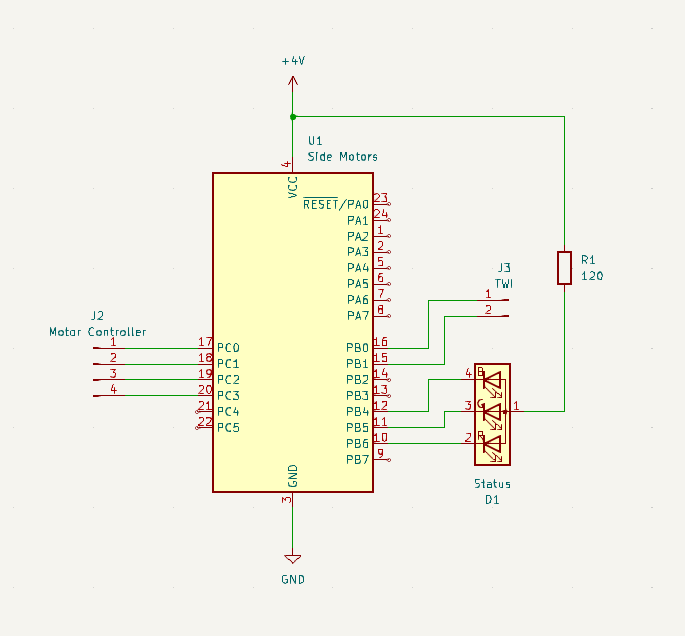 +4V
U1
Side Motors
4
VCC
RESET/PA0 23
PA1 24
PA2 1
PA3 2
PA4 5
PA5 6
PA6 7
PA7 8
R1
120
J3
TWI
1
2
J2
Motor Controller
1 17 PC0
2 18 PC1
3 19 PC2
4 20 PC3
21 PC4
22 PC5
PB0 16
PB1 15
PB2 14
PB3 13
PB4 12
PB5 11
PB6 10
PB7 9
4 B
3 G 1
2 R
Status
D1
GND
3
GND